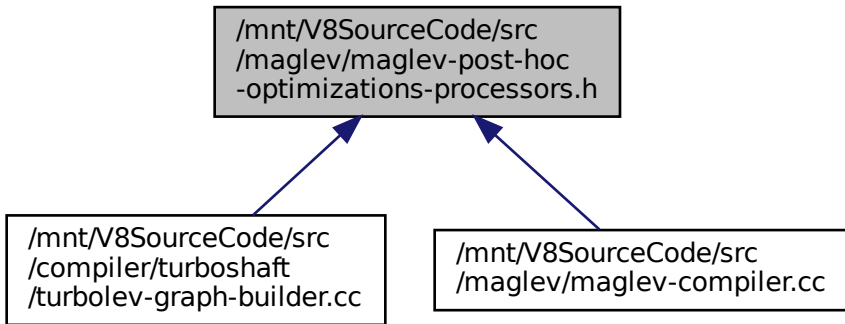 /mnt/V8SourceCode/src
/maglev/maglev-post-hoc
-optimizations-processors.h
/mnt/V8SourceCode/src
/compiler/turboshaft
/turbolev-graph-builder.cc
/mnt/V8SourceCode/src
/maglev/maglev-compiler.cc